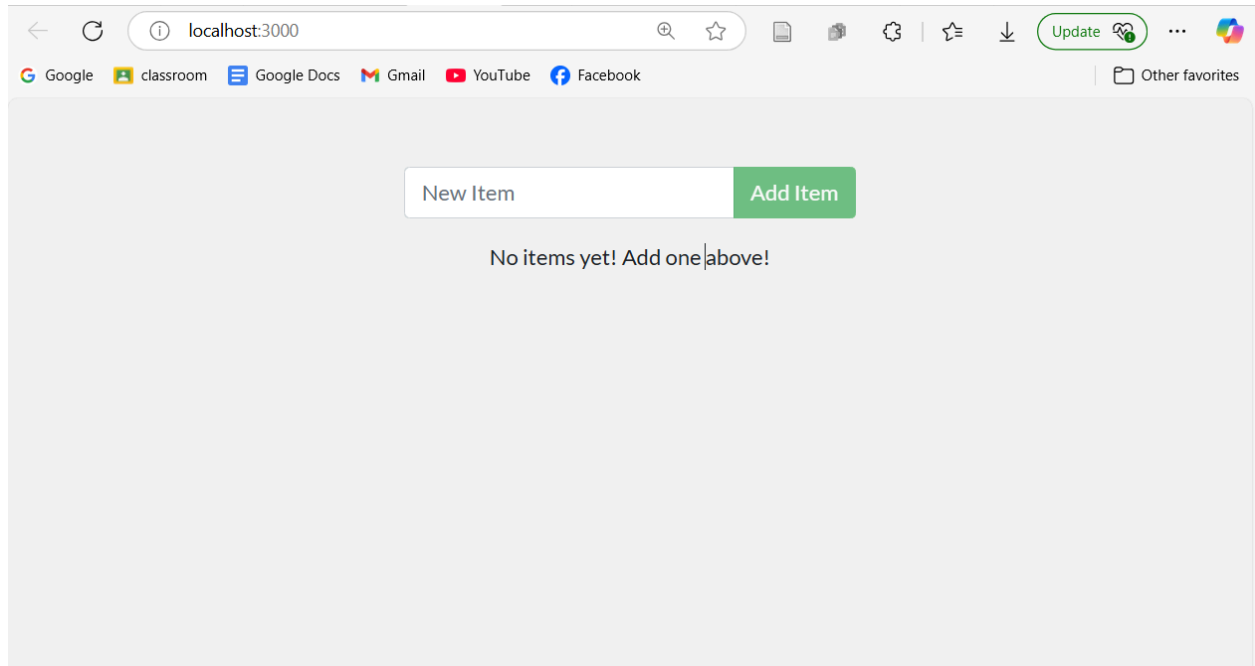 localhost:3000
Update
Google classroom Google Docs Gmail YouTube Facebook Other favorites
New Item Add Item
No items yet! Add one above!